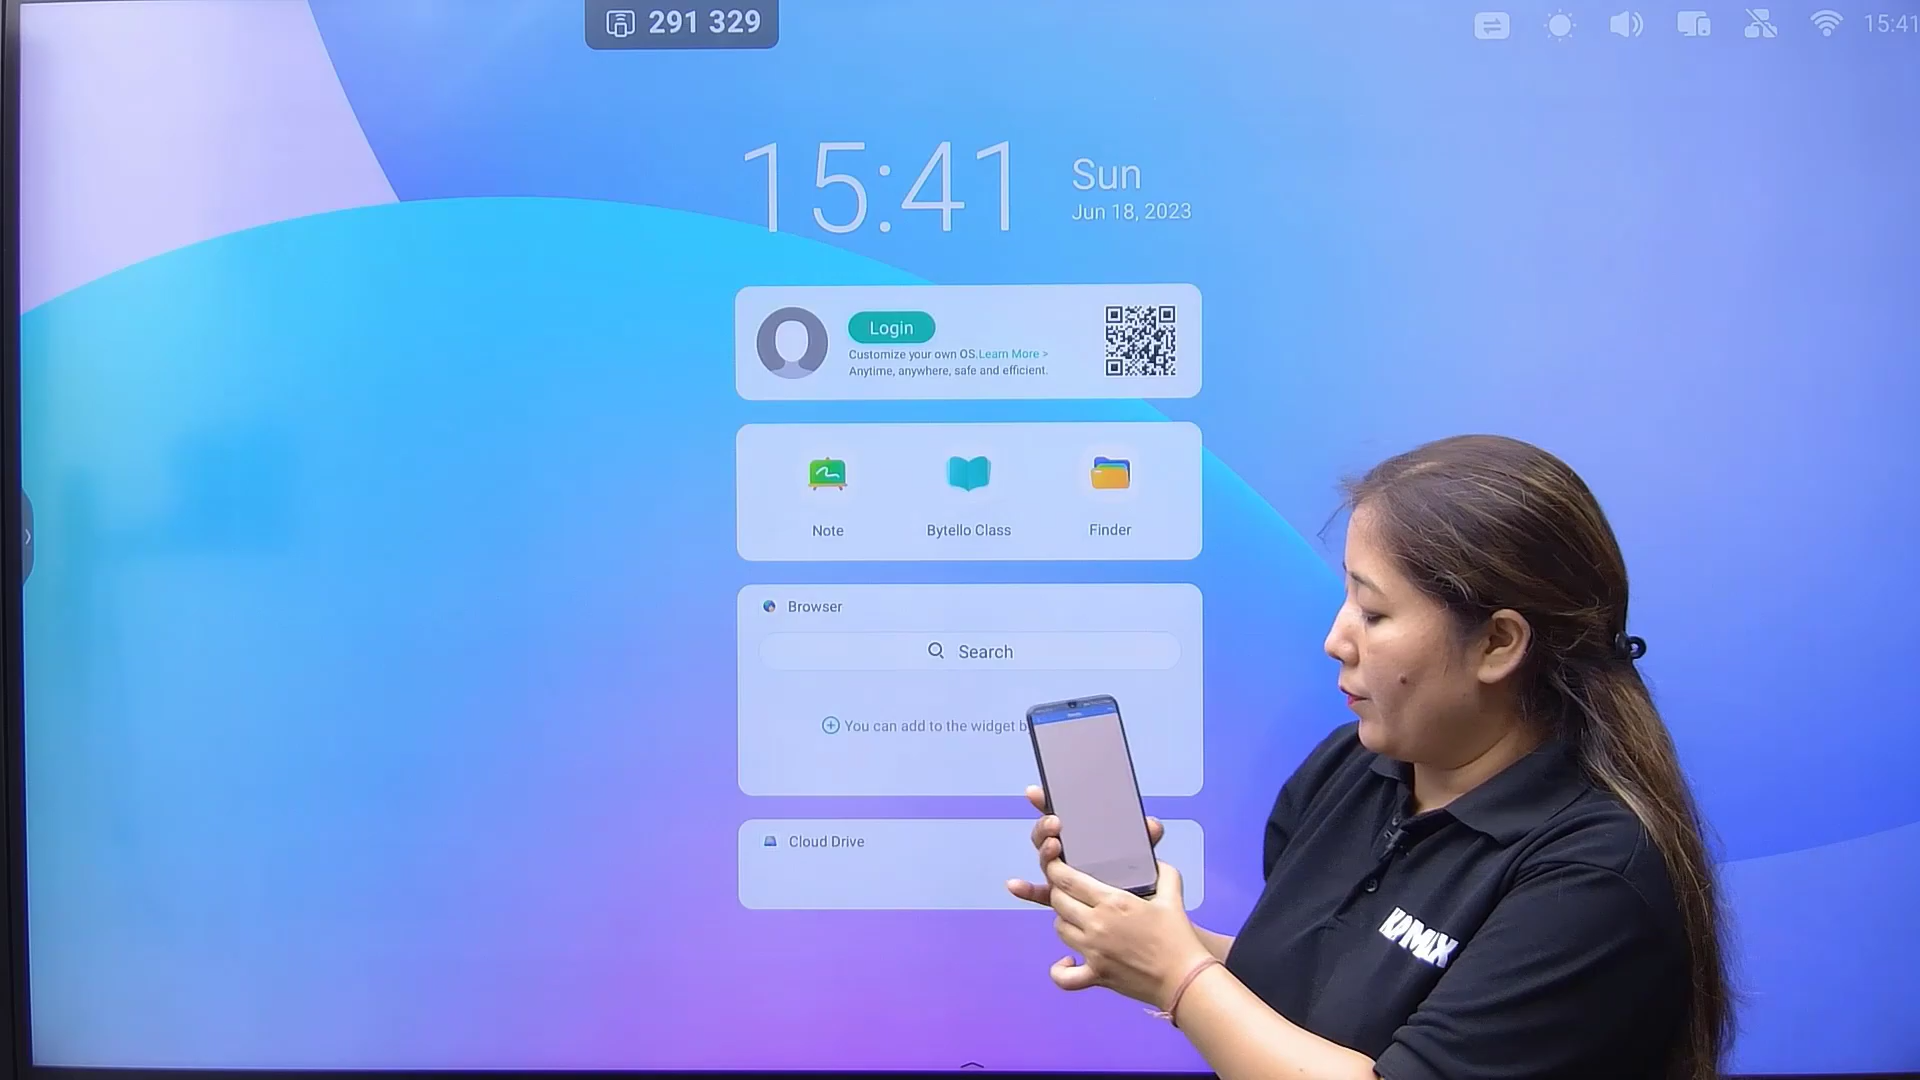 291 329
15:41
15:41
Sun
Jun 18, 2023
Login
Customize your own OS.Learn More >
Anytime, anywhere, safe and efficient.
Note
Bytello Class
Finder
Browser
Search
You can add to the widget b
Cloud Drive